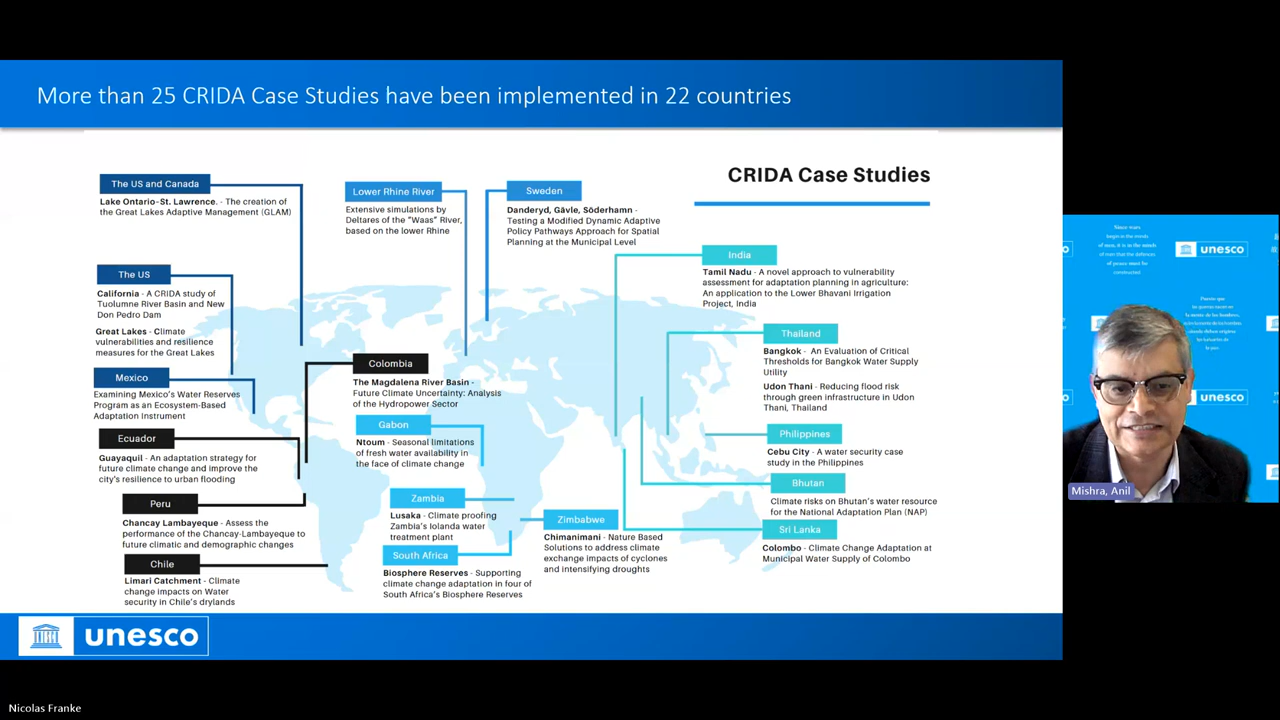 More than 25 CRIDA Case Studies have been implemented in 22 countries
CRIDA Case Studies
The US and Canada
Lake Ontario-St. Lawrence. - The creation of
the Great Lakes Adaptive Management (GLAM)
Lower Rhine River
Extensive simulations by
Deltares of the "Waas" River,
based on the lower Rhine
Sweden
Danderyd, Gävle, Söderhamn -
Testing a Modified Dynamic Adaptive
Policy Pathways Approach for Spatial
Planning at the Municipal Level
India
Tamil Nadu - A novel approach to vulnerability
assessment for adaptation planning in agriculture:
An application to the Lower Bhavani Irrigation
Project, India
The US
California - A CRIDA study of
Tuolumne River Basin and New
Don Pedro Dam
Great Lakes - Climate
vulnerabilities and resilience
measures for the Great Lakes
Thailand
Bangkok - An Evaluation of Critical
Thresholds for Bangkok Water Supply
Utility
Udon Thani - Reducing flood risk
through green infrastructure in Udon
Thani, Thailand
Mexico
Examining Mexico's Water Reserves
Program as an Ecosystem-Based
Adaptation Instrument
Colombia
The Magdalena River Basin -
Future Climate Uncertainty: Analysis
of the Hydropower Sector
Gabon
Ntoum - Seasonal limitations
of fresh water availability in
the face of climate change
Ecuador
Guayaquil - An adaptation strategy for
future climate change and improve the
city's resilience to urban flooding
Philippines
Cebu City - A water security case
study in the Philippines
Bhutan
Climate risks on Bhutan's water resource
for the National Adaptation Plan (NAP)
Peru
Chancay Lambayeque - Assess the
performance of the Chancay-Lambayeque to
future climatic and demographic changes
Zambia
Lusaka - Climate proofing
Zambia's Iolanda water
treatment plant
Zimbabwe
Chimanimani - Nature Based
Solutions to address climate
exchange impacts of cyclones
and intensifying droughts
Sri Lanka
Colombo - Climate Change Adaptation at
Municipal Water Supply of Colombo
South Africa
Biosphere Reserves - Supporting
climate change adaptation in four of
South Africa's Biosphere Reserves
Chile
Limari Catchment - Climate
change impacts on Water
security in Chile's drylands
unesco
unesco
unesco
Mishra, Anil
Nicolas Franke